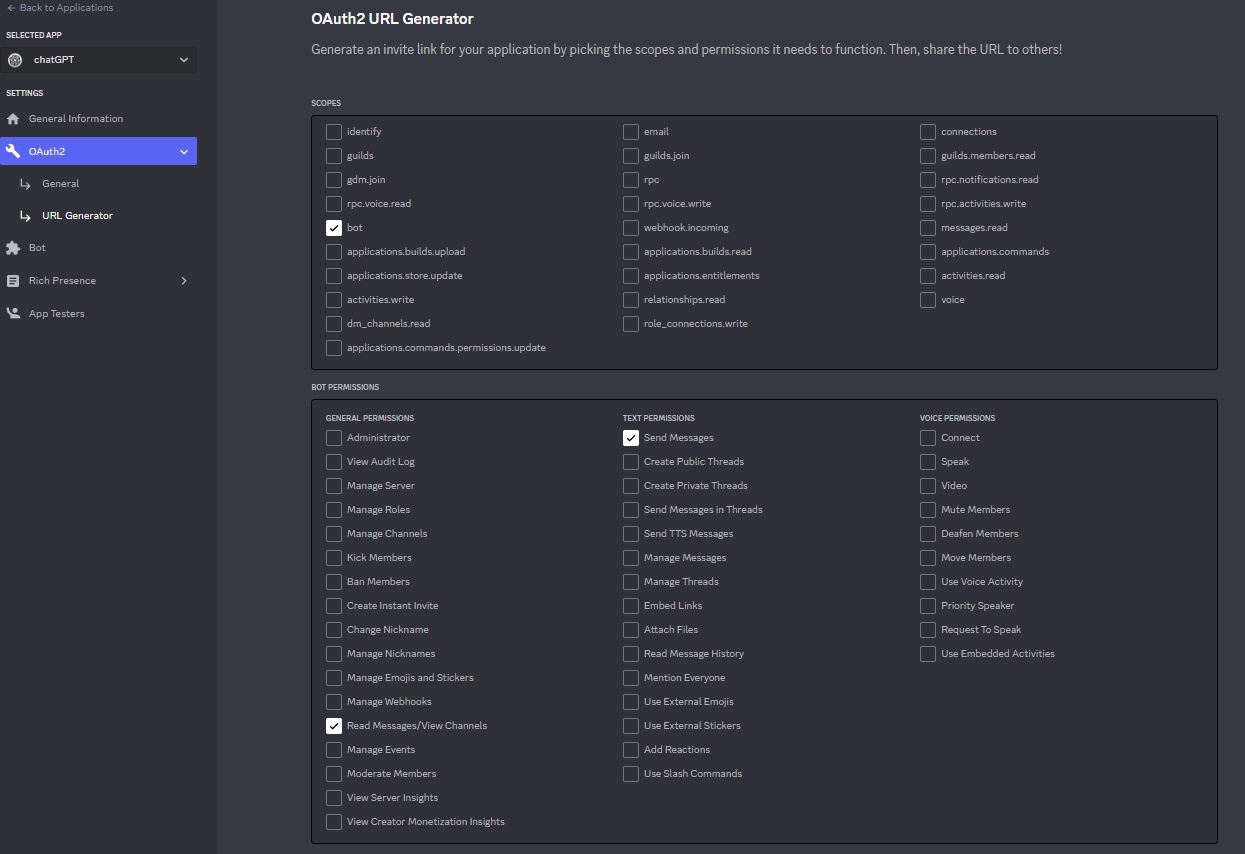 Back to Applications
SELECTED APP
chatGPT
SETTINGS
General Information
OAuth2
General
URL Generator
Bot
Rich Presence
App Testers
OAuth2 URL Generator
Generate an invite link for your application by picking the scopes and permissions it needs to function. Then, share the URL to others!
SCOPES
identify
email
connections
guilds
guilds.join
guilds.members.read
gdm.join
rpc
rpc.notifications.read
rpc.voice.read
rpc.voice.write
rpc.activities.write
bot
webhook.incoming
messages.read
applications.builds.upload
applications.builds.read
applications.commands
applications.store.update
applications.entitlements
activities.read
activities.write
relationships.read
voice
dm_channels.read
role_connections.write
applications.commands.permissions.update
BOT PERMISSIONS
GENERAL PERMISSIONS
Administrator
View Audit Log
Manage Server
Manage Roles
Manage Channels
Kick Members
Ban Members
Create Instant Invite
Change Nickname
Manage Nicknames
Manage Emojis and Stickers
Manage Webhooks
Read Messages/View Channels
Manage Events
Moderate Members
View Server Insights
View Creator Monetization Insights
TEXT PERMISSIONS
Send Messages
Create Public Threads
Create Private Threads
Send Messages in Threads
Send TTS Messages
Manage Messages
Manage Threads
Embed Links
Attach Files
Read Message History
Mention Everyone
Use External Emojis
Use External Stickers
Add Reactions
Use Slash Commands
VOICE PERMISSIONS
Connect
Speak
Video
Mute Members
Deafen Members
Move Members
Use Voice Activity
Priority Speaker
Request To Speak
Use Embedded Activities